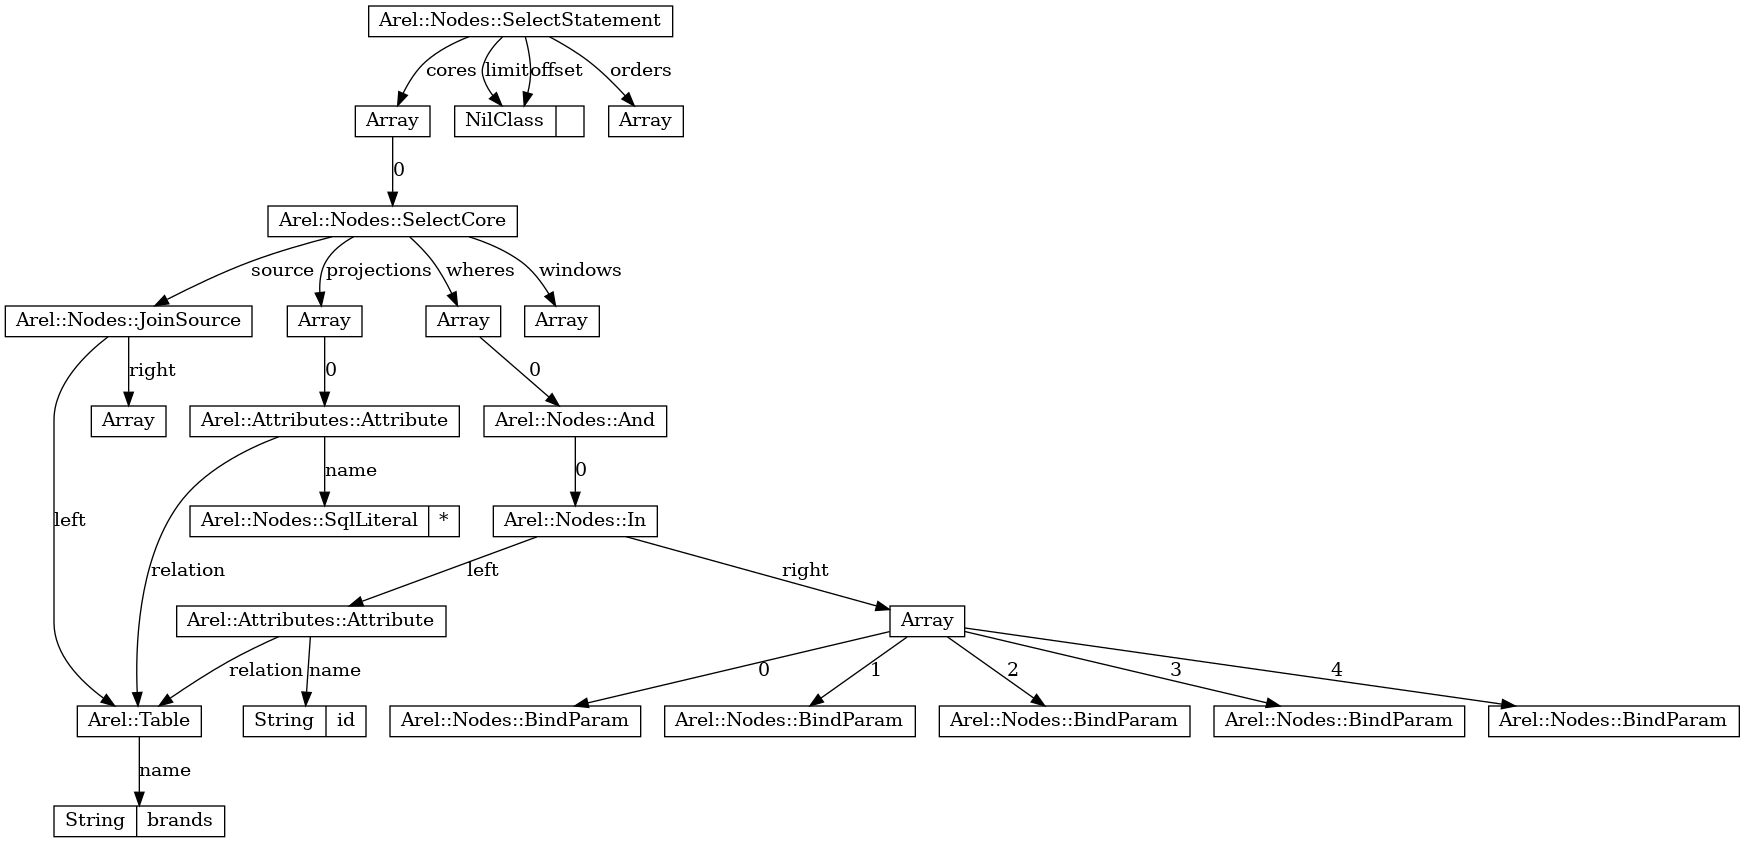 Arel::Nodes::SelectStatement
cores
limit
offset
orders
Array
NilClass
Array
0
Arel::Nodes::SelectCore
source
projections
wheres
windows
Arel::Nodes::JoinSource
Array
Array
Array
right
0
0
Array
Arel::Attributes::Attribute
Arel::Nodes::And
name
0
left
Arel::Nodes::SqlLiteral | *
Arel::Nodes::In
relation
left
right
Arel::Attributes::Attribute
Array
relation
name
0
1
2
3
4
Arel::Table
String | id
Arel::Nodes::BindParam
Arel::Nodes::BindParam
Arel::Nodes::BindParam
Arel::Nodes::BindParam
Arel::Nodes::BindParam
name
String | brands